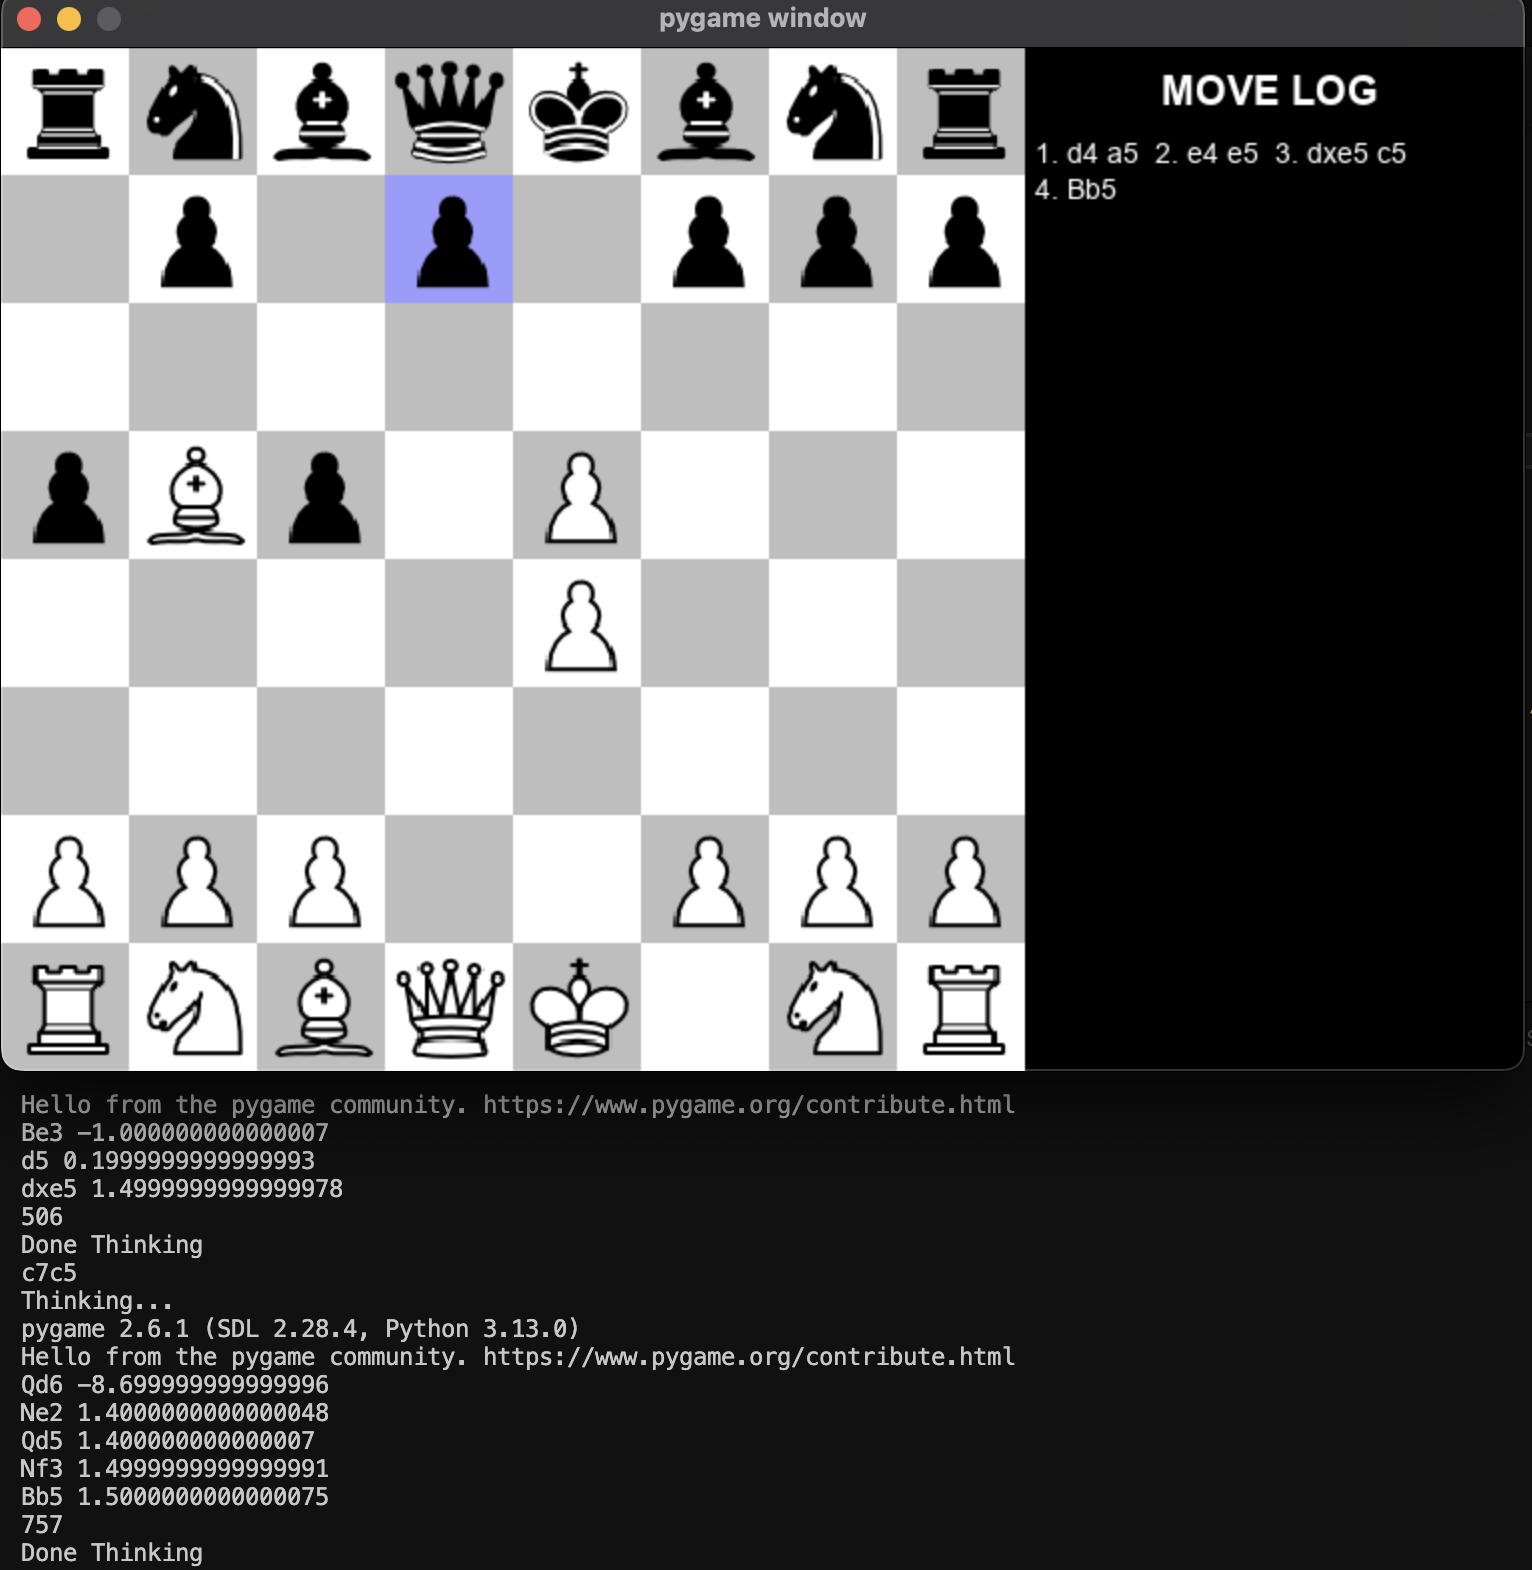 pygame window
MOVE LOG
1. d4 a5 2. e4 e5 3. dxe5 c5
4. Bb5
Hello from the pygame community. https://www.pygame.org/contribute.html
Be3 -1.000000000000007
d5 0.1999999999999993
dxe5 1.4999999999999978
506
Done Thinking
c7c5
Thinking...
pygame 2.6.1 (SDL 2.28.4, Python 3.13.0)
Hello from the pygame community. https://www.pygame.org/contribute.html
Qd6 -8.699999999999996
Ne2 1.4000000000000048
Qd5 1.400000000000007
Nf3 1.4999999999999991
Bb5 1.5000000000000075
757
Done Thinking